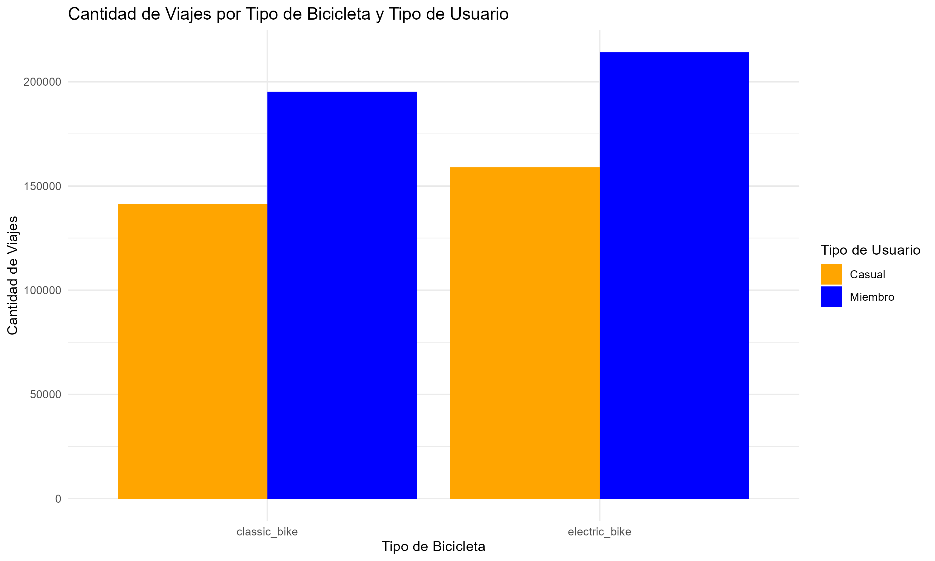 Cantidad de Viajes por Tipo de Bicicleta y Tipo de Usuario
Cantidad de Viajes
200000
150000
100000
50000
0
classic_bike
electric_bike
Tipo de Bicicleta
Tipo de Usuario
Casual
Miembro